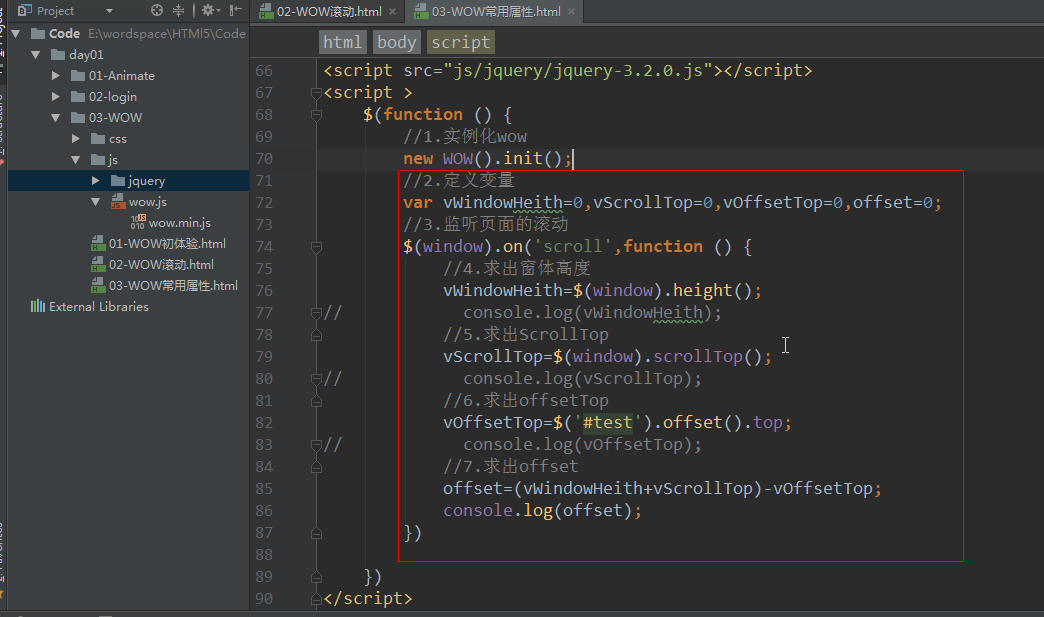 Project
02-WOW滚动.html
03-WOW常用属性.html
Code E:\wordspace\HTMl5\Code
day01
01-Animate
02-login
03-WOW
css
js
jquery
wow.js
wow.min.js
01-WOW初体验.html
02-WOW滚动.html
03-WOW常用属性.html
External Libraries
html body script
66 <script src="js/jquery/jquery-3.2.0.js"></script>
67 <script >
68 $(function () {
69 //1.实例化wow
70 new WOW().init();
71 //2.定义变量
72 var vWindowHeith=0,vScrollTop=0,vOffsetTop=0,offset=0;
73 //3.监听页面的滚动
74 $(window).on('scroll',function () {
75 //4.求出窗体高度
76 vWindowHeith=$(window).height();
77 // console.log(vWindowHeith);
78 //5.求出ScrollTop
79 vScrollTop=$(window).scrollTop();
80 // console.log(vScrollTop);
81 //6.求出offsetTop
82 vOffsetTop=$('#test').offset().top;
83 // console.log(vOffsetTop);
84 //7.求出offset
85 offset=(vWindowHeith+vScrollTop)-vOffsetTop;
86 console.log(offset);
87 })
88
89 })
90 </script>